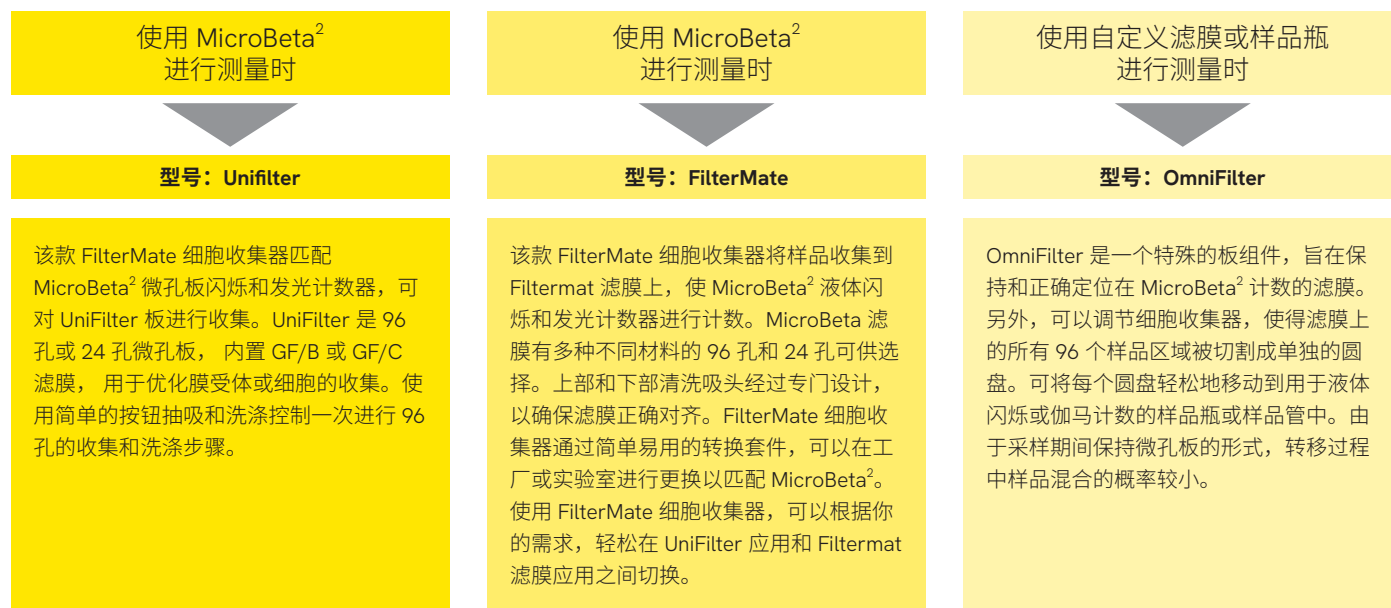 使用 MicroBeta²
进行测量时
型号：Unifilter
该款 FilterMate 细胞收集器匹配
MicroBeta² 微孔板闪烁和发光计数器，可
对 UniFilter 板进行收集。UniFilter 是 96
孔或 24 孔微孔板， 内置 GF/B 或 GF/C
滤膜， 用于优化膜受体或细胞的收集。使
用简单的按钮抽吸和洗涤控制一次进行 96
孔的收集和洗涤步骤。
使用 MicroBeta²
进行测量时
型号：FilterMate
该款 FilterMate 细胞收集器将样品收集到
Filtermat 滤膜上，使 MicroBeta² 液体闪
烁和发光计数器进行计数。MicroBeta 滤
膜有多种不同材料的 96 孔和 24 孔可供选
择。上部和下部清洗吸头经过专门设计，
以确保滤膜正确对齐。FilterMate 细胞收
集器通过简单易用的转换套件，可以在工
厂或实验室进行更换以匹配 MicroBeta²。
使用 FilterMate 细胞收集器，可以根据你
的需求，轻松在 UniFilter 应用和 Filtermat
滤膜应用之间切换。
使用自定义滤膜或样品瓶
进行测量时
型号：OmniFilter
OmniFilter 是一个特殊的板组件，旨在保
持和正确定位在 MicroBeta² 计数的滤膜。
另外，可以调节细胞收集器，使得滤膜上
的所有 96 个样品区域被切割成单独的圆
盘。可将每个圆盘轻松地移动到用于液体
闪烁或伽马计数的样品瓶或样品管中。由
于采样期间保持微孔板的形式，转移过程
中样品混合的概率较小。